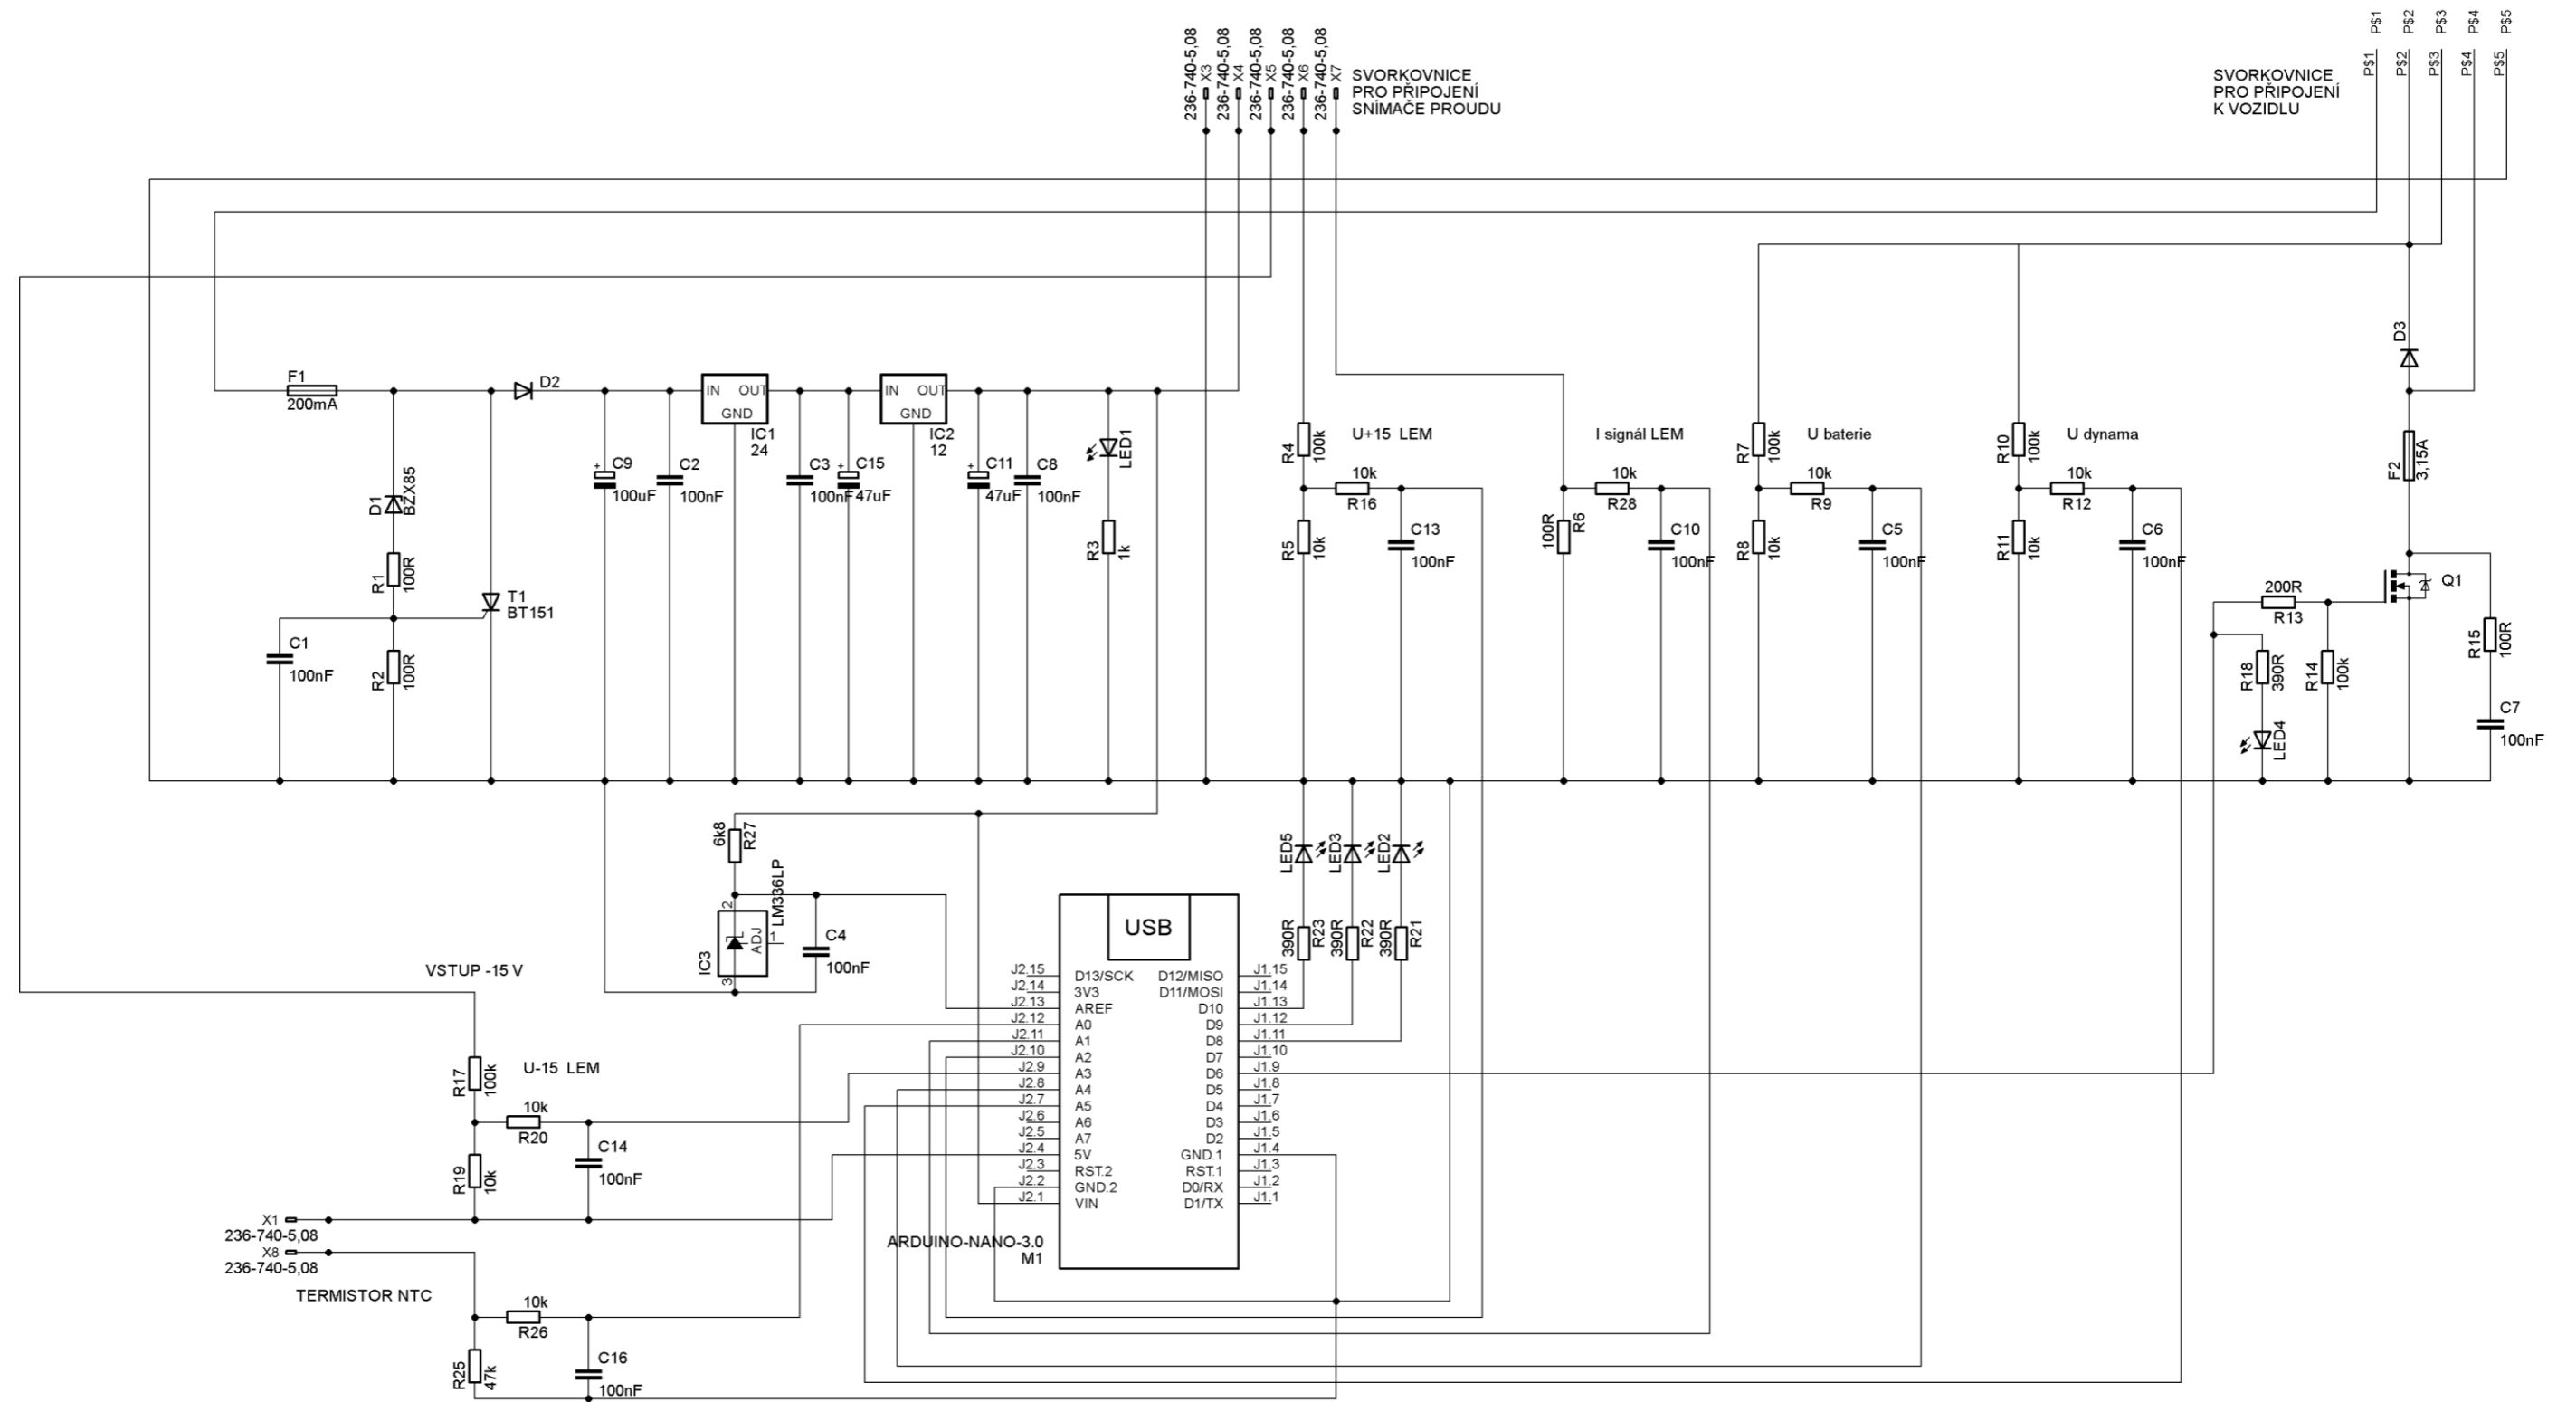 236-740-5,08
X3
236-740-5,08
X4
236-740-5,08
X5
236-740-5,08
X6
236-740-5,08
X7
SVORKOVNICE
PRO PŘIPOJENÍ
SNÍMAČE PROUDU
SVORKOVNICE
PRO PŘIPOJENÍ
K VOZIDLU
P$1
P$2
P$3
P$4
P$5
P$1
P$2
P$3
P$4
P$5
F1
200mA
D2
IN OUT
GND
IC1
24
IN OUT
GND
IC2
12
D1
BZX85
R1
100R
R2
100R
C1
100nF
T1
BT151
+
C9
100uF
C2
100nF
C3
100nF
+
C15
47uF
+
C11
47uF
C8
100nF
LED1
R3
1k
R4
100k
U+15 LEM
10k
R16
R5
10k
C13
100nF
I signál LEM
10k
R28
100R
R6
C10
100nF
R7
100k
U baterie
10k
R9
R8
10k
C5
100nF
R10
100k
U dynama
10k
R12
R11
10k
C6
100nF
D3
F2
3,15A
Q1
200R
R13
R18
390R
R14
100k
R15
100R
LED4
C7
100nF
6k8
R27
LM336LP
2
ADJ
1
3
IC3
C4
100nF
LED5
LED3
LED2
390R
R23
390R
R22
390R
R21
USB
J2.15 D13/SCK D12/MISO J1.15
J2.14 3V3 D11/MOSI J1.14
J2.13 AREF D10 J1.13
J2.12 A0 D9 J1.12
J2.11 A1 D8 J1.11
J2.10 A2 D7 J1.10
J2.9 A3 D6 J1.9
J2.8 A4 D5 J1.8
J2.7 A5 D4 J1.7
J2.6 A6 D3 J1.6
J2.5 A7 D2 J1.5
J2.4 5V GND.1 J1.4
J2.3 RST.2 RST.1 J1.3
J2.2 GND.2 D0/RX J1.2
J2.1 VIN D1/TX J1.1
ARDUINO-NANO-3.0
M1
VSTUP -15 V
R17
100k
U-15 LEM
10k
R20
R19
10k
C14
100nF
X1
236-740-5,08
X8
236-740-5,08
TERMISTOR NTC
10k
R26
R25
47k
C16
100nF